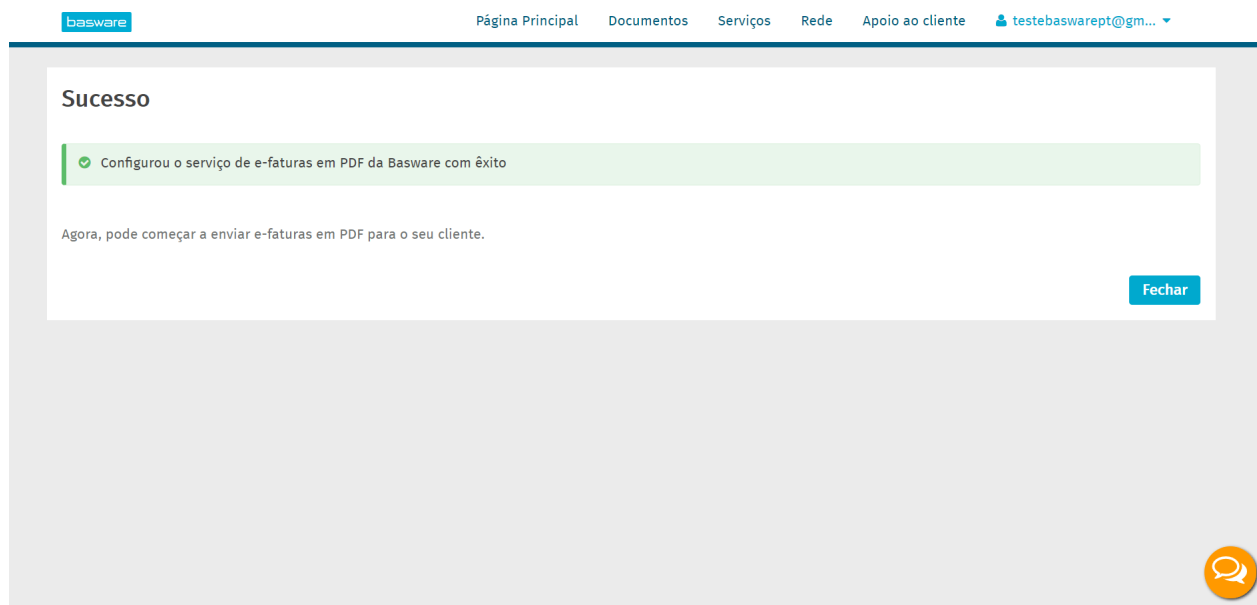 basware
Página Principal Documentos Serviços Rede Apoio ao cliente testebaswarept@gm...
Sucesso
Configurou o serviço de e-faturas em PDF da Basware com êxito
Agora, pode começar a enviar e-faturas em PDF para o seu cliente.
Fechar